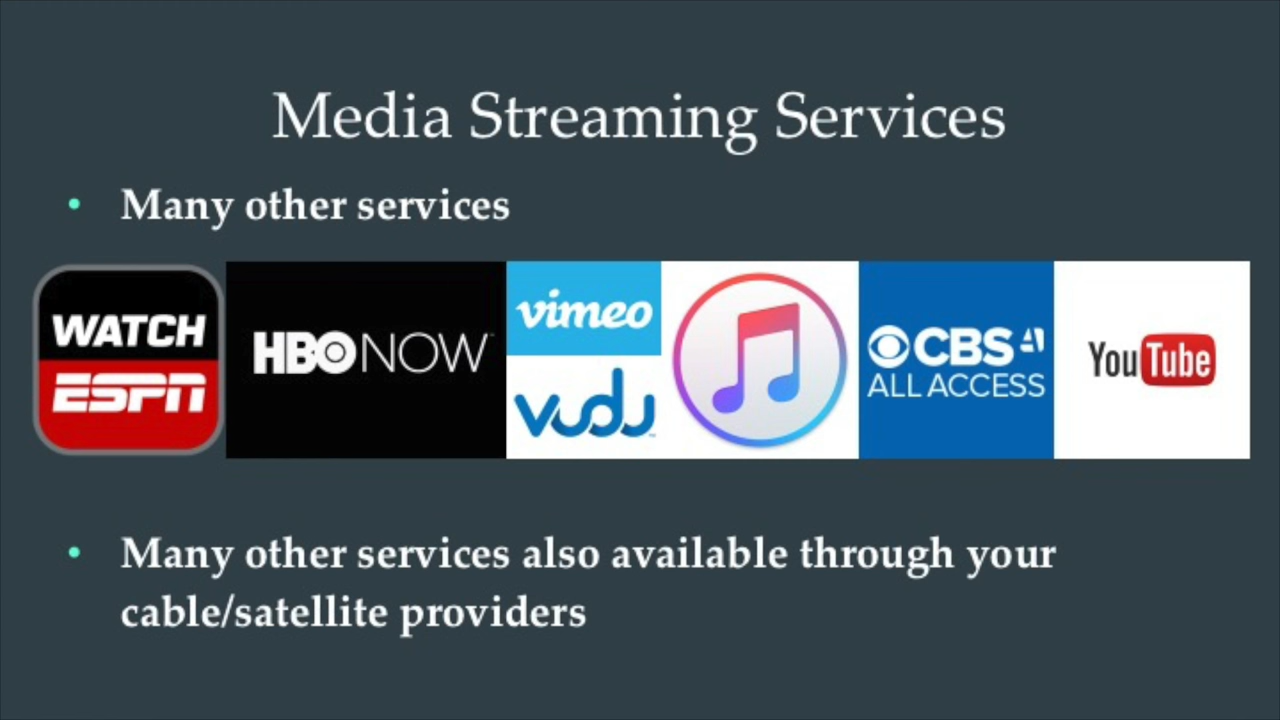 Media Streaming Services
• Many other services
WATCH
ESPN
HBO NOW
vimeo
vudu
CBS
ALL ACCESS
YouTube
• Many other services also available through your
cable/satellite providers